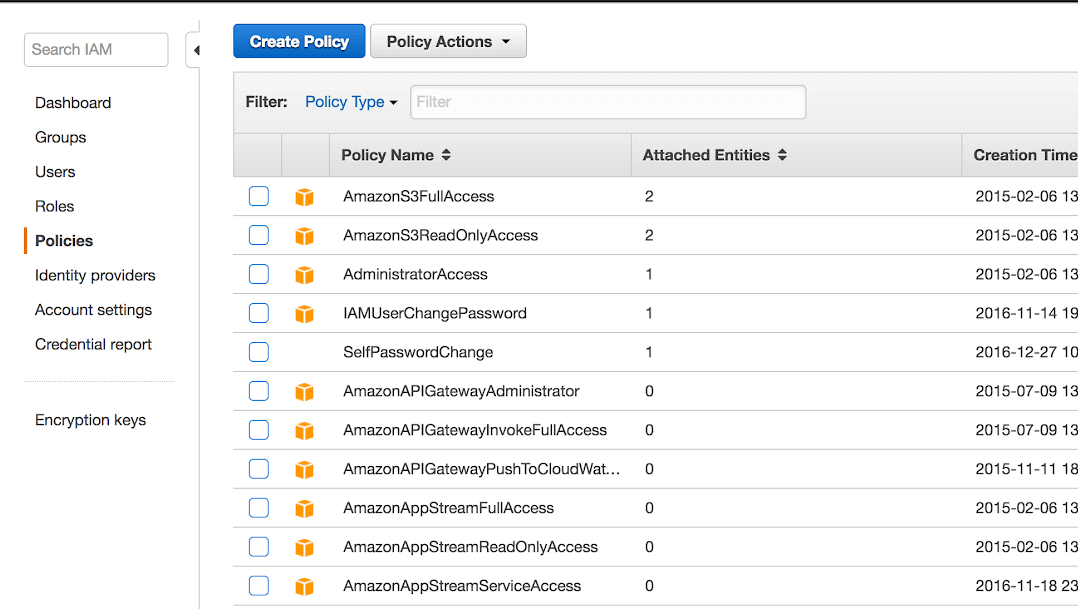 Search IAM
Dashboard
Groups
Users
Roles
Policies
Identity providers
Account settings
Credential report
Encryption keys
Create Policy Policy Actions
Filter: Policy Type Filter
Policy Name Attached Entities Creation Time
AmazonS3FullAccess 2 2015-02-06 13
AmazonS3ReadOnlyAccess 2 2015-02-06 13
AdministratorAccess 1 2015-02-06 13
IAMUserChangePassword 1 2016-11-14 19
SelfPasswordChange 1 2016-12-27 10
AmazonAPIGatewayAdministrator 0 2015-07-09 13
AmazonAPIGatewayInvokeFullAccess 0 2015-07-09 13
AmazonAPIGatewayPushToCloudWat... 0 2015-11-11 18
AmazonAppStreamFullAccess 0 2015-02-06 13
AmazonAppStreamReadOnlyAccess 0 2015-02-06 13
AmazonAppStreamServiceAccess 0 2016-11-18 23